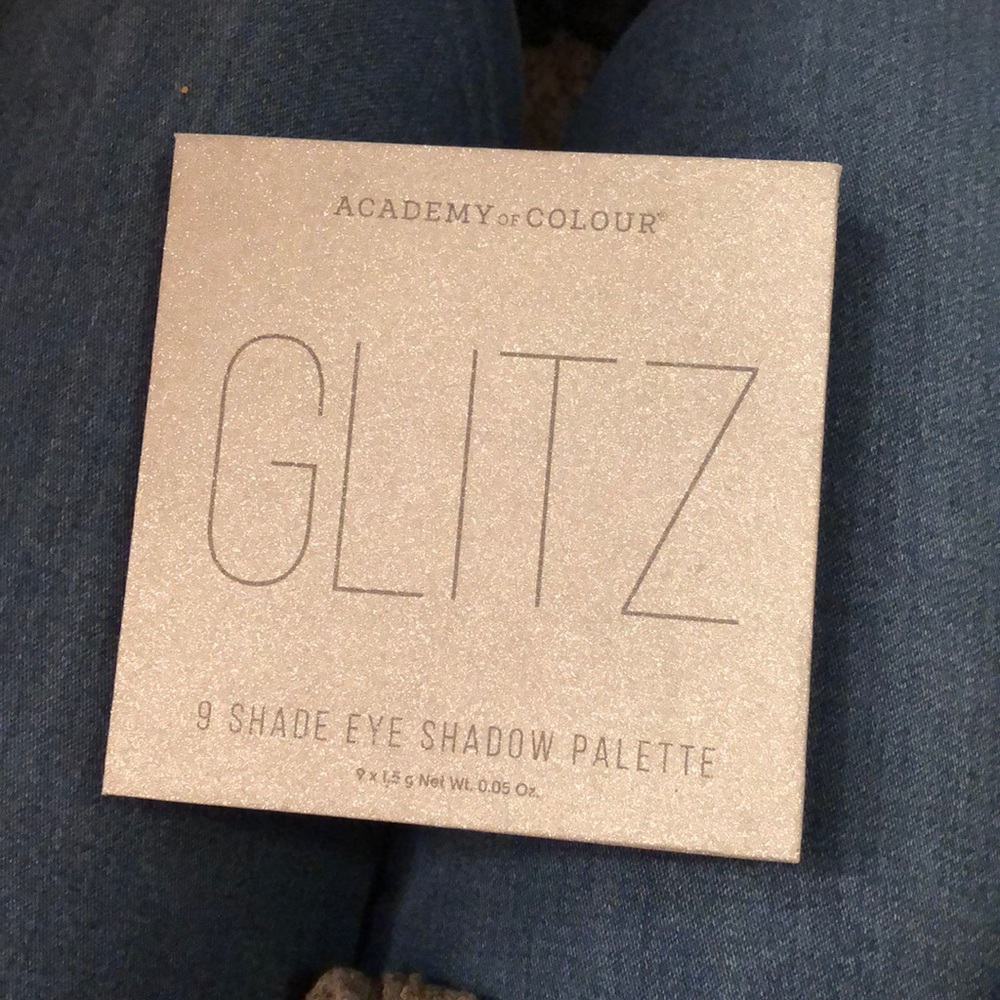 ACADEMY OF COLOUR®
GLITZ
9 SHADE EYE SHADOW PALETTE
9 x 1.5 g Net Wt. 0.05 Oz.